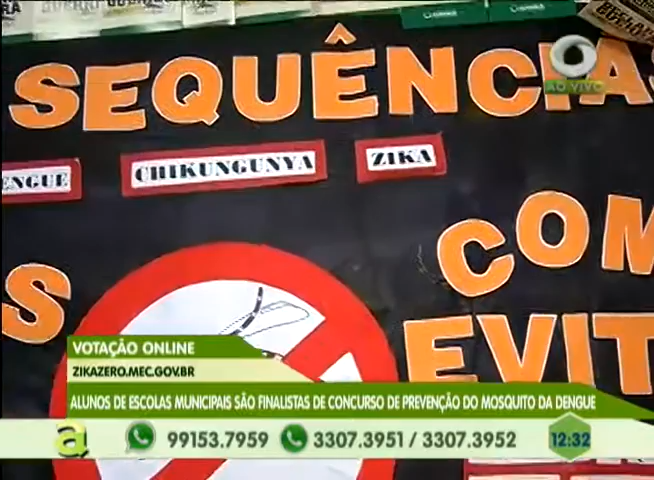 SEQUÊNCIAS
AO VIVO
ENGUE
CHIKUNGUNYA
ZIKA
COM
S
EVIT
VOTAÇÃO ONLINE
ZIKAZERO.MEC.GOV.BR
ALUNOS DE ESCOLAS MUNICIPAIS SÃO FINALISTAS DE CONCURSO DE PREVENÇÃO DO MOSQUITO DA DENGUE
a 99153.7959 3307.3951 / 3307.3952 12:32